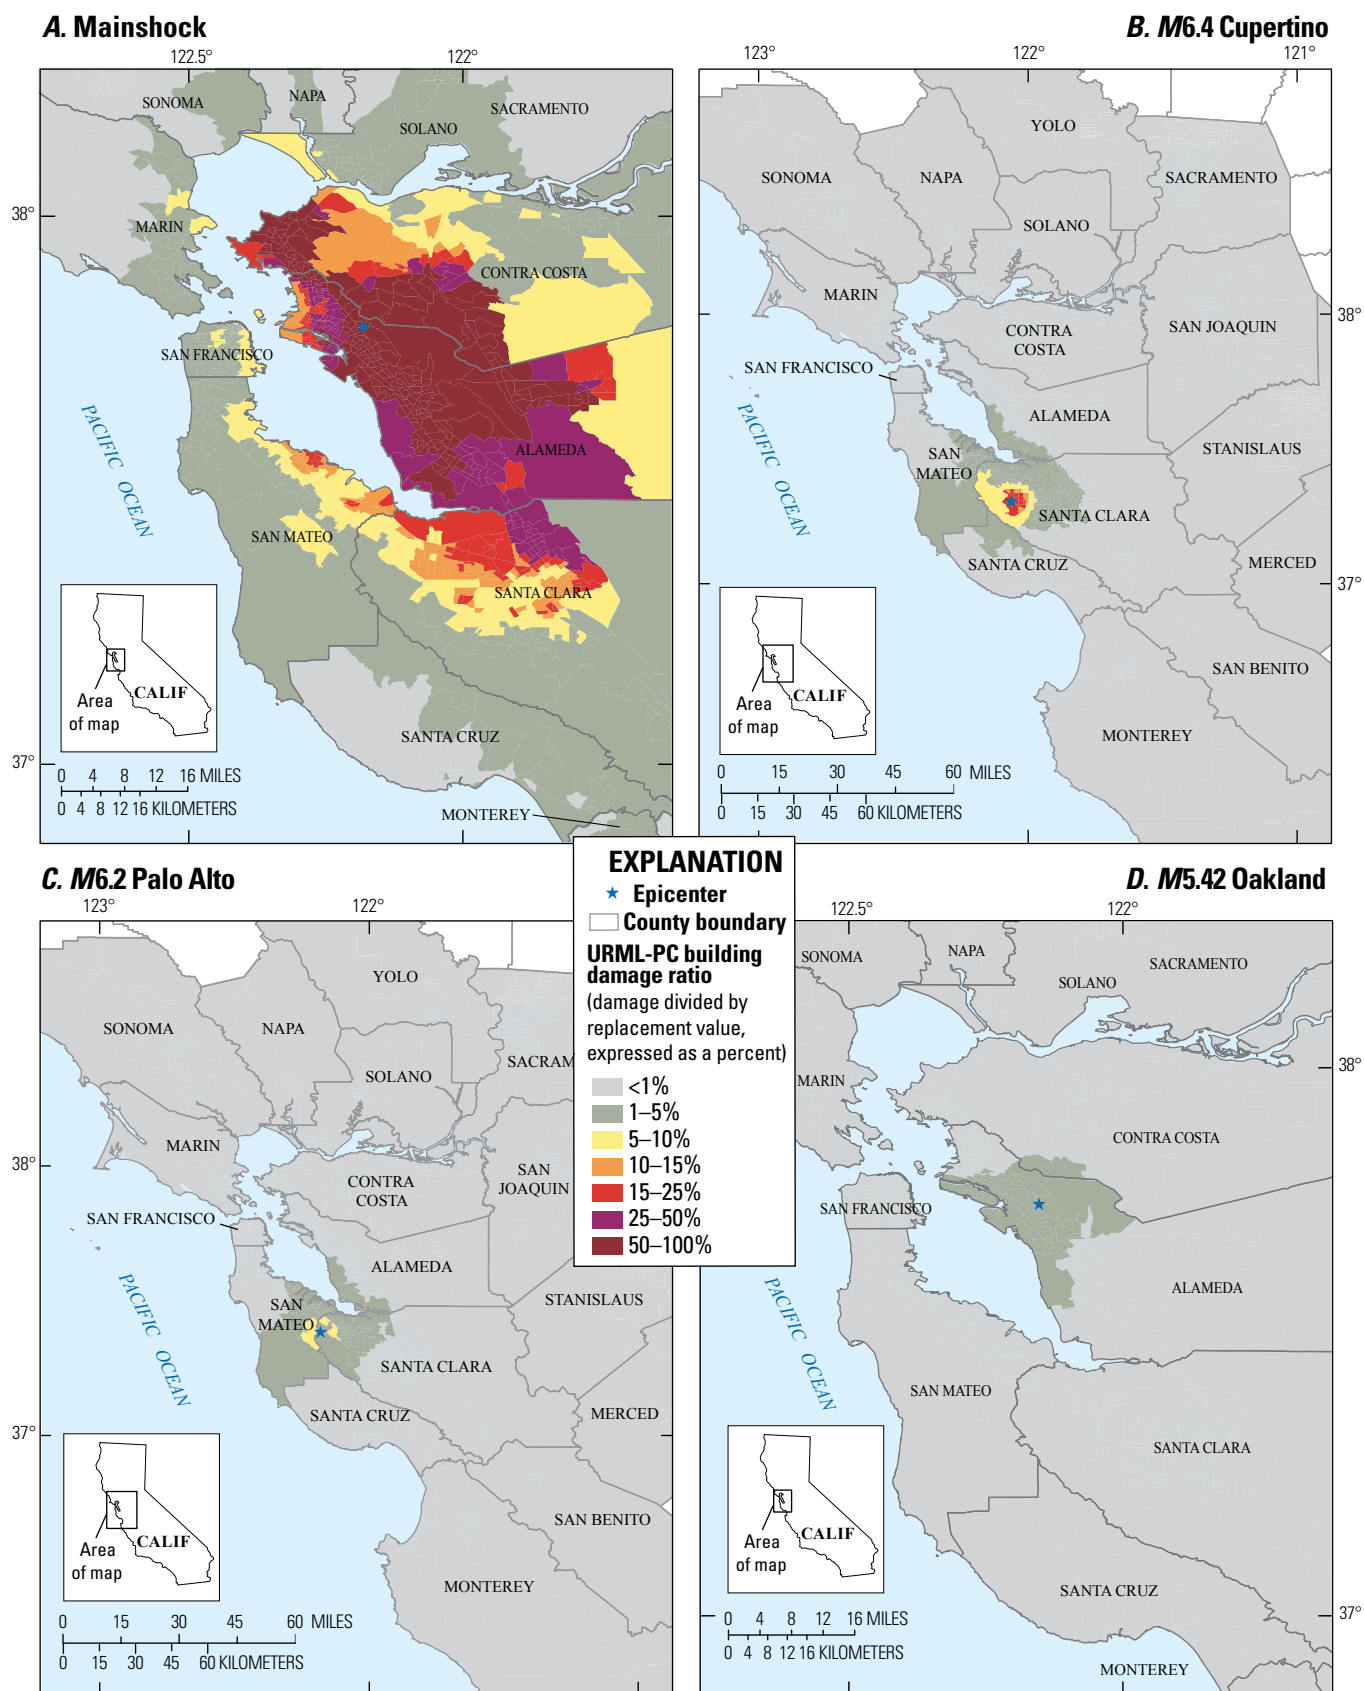 A. Mainshock
122.5°
122°
SONOMA
NAPA
SACRAMENTO
SOLANO
38°
MARIN
CONTRA COSTA
SAN FRANCISCO
PACIFIC OCEAN
ALAMEDA
SAN MATEO
SANTA CLARA
CALIF
Area
of map
SANTA CRUZ
37°
0 4 8 12 16 MILES
0 4 8 12 16 KILOMETERS
MONTEREY
B. M6.4 Cupertino
123°
122°
121°
YOLO
SONOMA
NAPA
SACRAMENTO
SOLANO
MARIN
38°
CONTRA
COSTA
SAN JOAQUIN
SAN FRANCISCO
ALAMEDA
PACIFIC OCEAN
STANISLAUS
SAN
MATEO
SANTA CLARA
SANTA CRUZ
MERCED
37°
SAN BENITO
CALIF
Area
of map
MONTEREY
0 15 30 45 60 MILES
0 15 30 45 60 KILOMETERS
C. M6.2 Palo Alto
123°
122°
YOLO
SONOMA
NAPA
SACRAM
SOLANO
MARIN
38°
CONTRA
COSTA
SAN
JOAQUIN
SAN FRANCISCO
ALAMEDA
PACIFIC OCEAN
STANISLAUS
SAN
MATEO
SANTA CLARA
SANTA CRUZ
MERCED
37°
SAN BENITO
CALIF
Area
of map
MONTEREY
0 15 30 45 60 MILES
0 15 30 45 60 KILOMETERS
EXPLANATION
Epicenter
County boundary
URML-PC building
damage ratio
(damage divided by
replacement value,
expressed as a percent)
<1%
1–5%
5–10%
10–15%
15–25%
25–50%
50–100%
D. M5.42 Oakland
122.5°
122°
SONOMA
NAPA
SACRAMENTO
SOLANO
38°
MARIN
CONTRA COSTA
SAN FRANCISCO
ALAMEDA
PACIFIC OCEAN
SAN MATEO
SANTA CLARA
CALIF
Area
of map
SANTA CRUZ
37°
0 4 8 12 16 MILES
0 4 8 12 16 KILOMETERS
MONTEREY